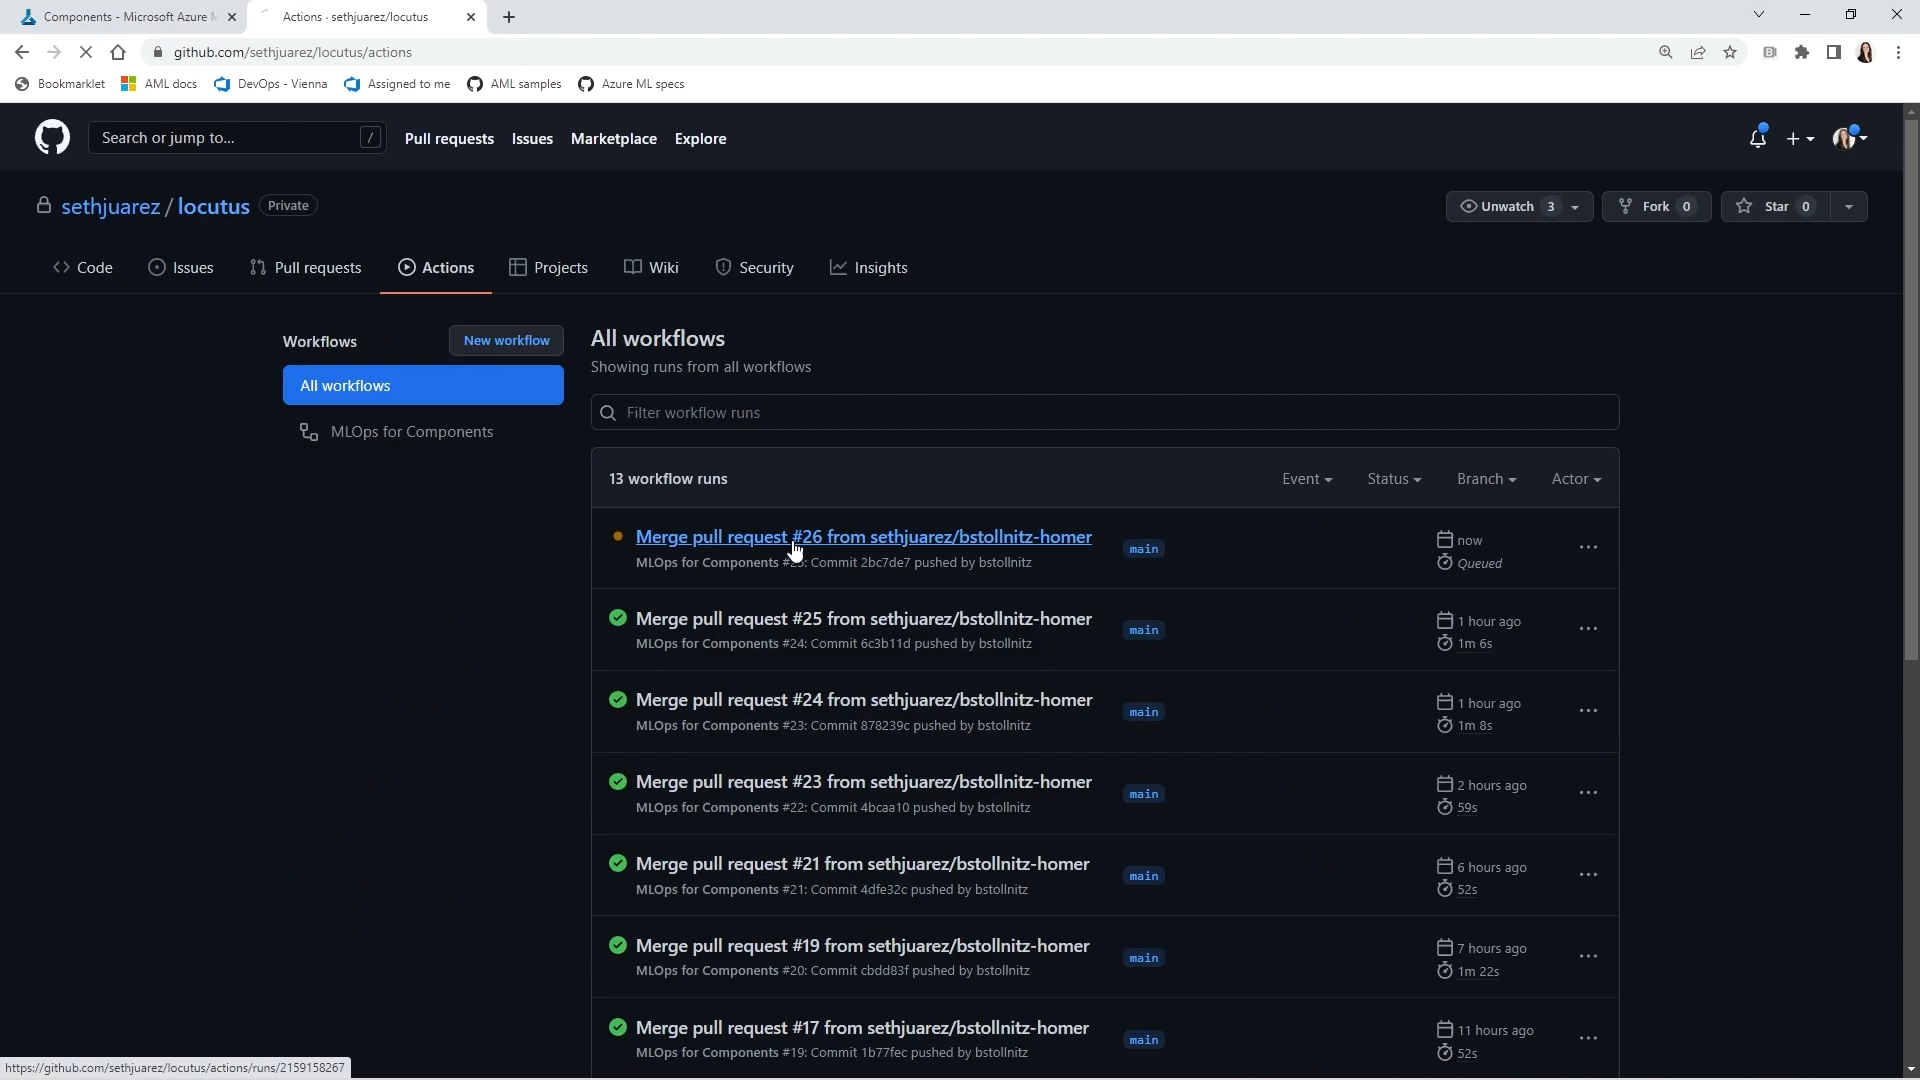 Components - Microsoft Azure M
Actions · sethjuarez/locutus
github.com/sethjuarez/locutus/actions
Bookmarklet
AML docs
DevOps - Vienna
Assigned to me
AML samples
Azure ML specs
Search or jump to...
/
Pull requests
Issues
Marketplace
Explore
sethjuarez / locutus
Private
Unwatch 3
Fork 0
Star 0
Code
Issues
Pull requests
Actions
Projects
Wiki
Security
Insights
Workflows
New workflow
All workflows
MLOps for Components
All workflows
Showing runs from all workflows
Filter workflow runs
13 workflow runs
Event
Status
Branch
Actor
Merge pull request #26 from sethjuarez/bstollnitz-homer
MLOps for Components #25: Commit 2bc7de7 pushed by bstollnitz
main
now
Queued
Merge pull request #25 from sethjuarez/bstollnitz-homer
MLOps for Components #24: Commit 6c3b11d pushed by bstollnitz
main
1 hour ago
1m 6s
Merge pull request #24 from sethjuarez/bstollnitz-homer
MLOps for Components #23: Commit 878239c pushed by bstollnitz
main
1 hour ago
1m 8s
Merge pull request #23 from sethjuarez/bstollnitz-homer
MLOps for Components #22: Commit 4bcaa10 pushed by bstollnitz
main
2 hours ago
59s
Merge pull request #21 from sethjuarez/bstollnitz-homer
MLOps for Components #21: Commit 4dfe32c pushed by bstollnitz
main
6 hours ago
52s
Merge pull request #19 from sethjuarez/bstollnitz-homer
MLOps for Components #20: Commit cbdd83f pushed by bstollnitz
main
7 hours ago
1m 22s
Merge pull request #17 from sethjuarez/bstollnitz-homer
MLOps for Components #19: Commit 1b77fec pushed by bstollnitz
main
11 hours ago
52s
https://github.com/sethjuarez/locutus/actions/runs/2159158267